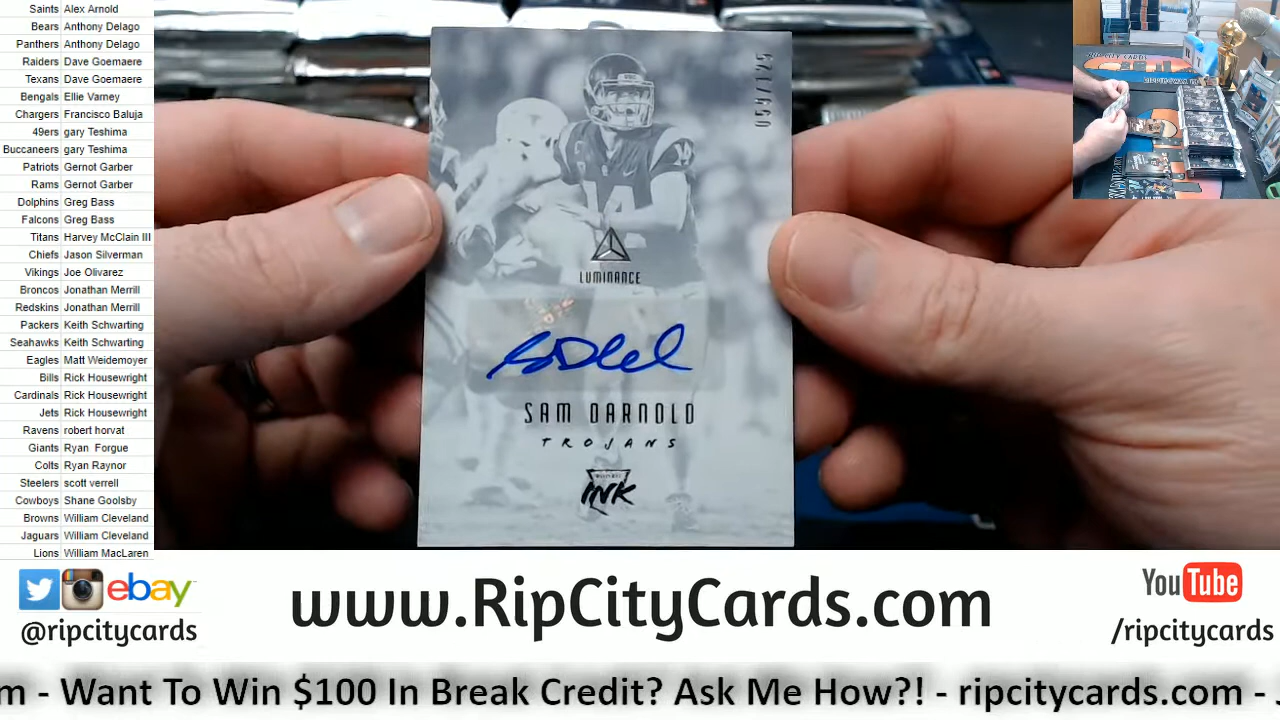 Saints Alex Arnold
Bears Anthony Delago
Panthers Anthony Delago
Raiders Dave Goemaere
Texans Dave Goemaere
Bengals Ellie Varney
Chargers Francisco Baluja
49ers gary Teshima
Buccaneers gary Teshima
Patriots Gernot Garber
Rams Gernot Garber
Dolphins Greg Bass
Falcons Greg Bass
Titans Harvey McClain III
Chiefs Jason Silverman
Vikings Joe Olivarez
Broncos Jonathan Merrill
Redskins Jonathan Merrill
Packers Keith Schwarting
Seahawks Keith Schwarting
Eagles Matt Weidemoyer
Bills Rick Housewright
Cardinals Rick Housewright
Jets Rick Housewright
Ravens robert horvat
Giants Ryan Forgue
Colts Ryan Raynor
Steelers scott verrell
Cowboys Shane Goolsby
Browns William Cleveland
Jaguars William Cleveland
Lions William MacLaren
059/125
14
LUMINANCE
SAM DARNOLD
TROJANS
INK
ebay
@ripcitycards
www.RipCityCards.com
YouTube
/ripcitycards
m - Want To Win $100 In Break Credit? Ask Me How?! - ripcitycards.com -